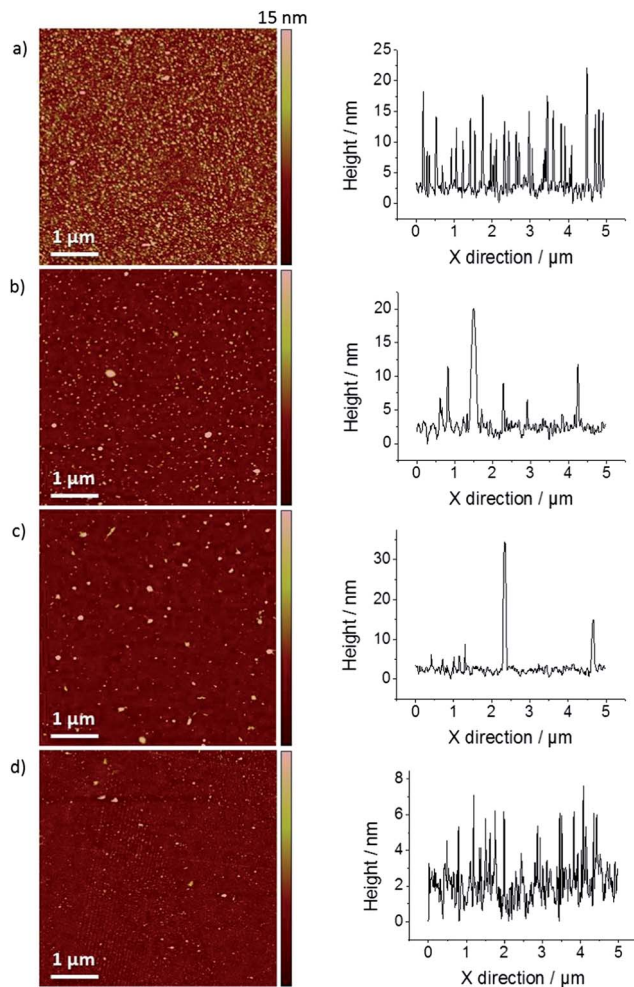 15 nm
a)
1 µm
25
20
15
10
5
0
Height / nm
0 1 2 3 4 5
X direction / µm
b)
1 µm
20
15
10
5
0
Height / nm
0 1 2 3 4 5
X direction / µm
c)
1 µm
30
20
10
0
Height / nm
0 1 2 3 4 5
X direction / µm
d)
1 µm
8
6
4
2
0
Height / nm
0 1 2 3 4 5
X direction / µm